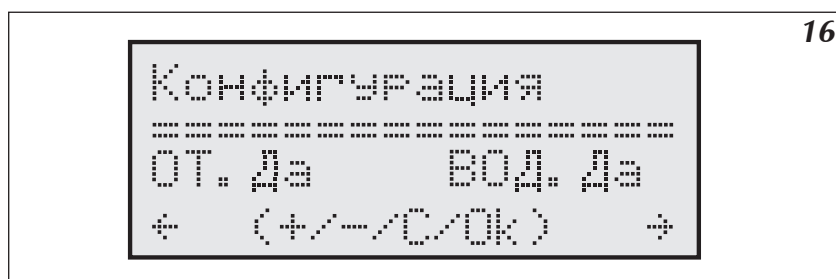 16
Конфигурация
================
ОТ. Да ВОД. Да
← (+/-/C/Ok) →